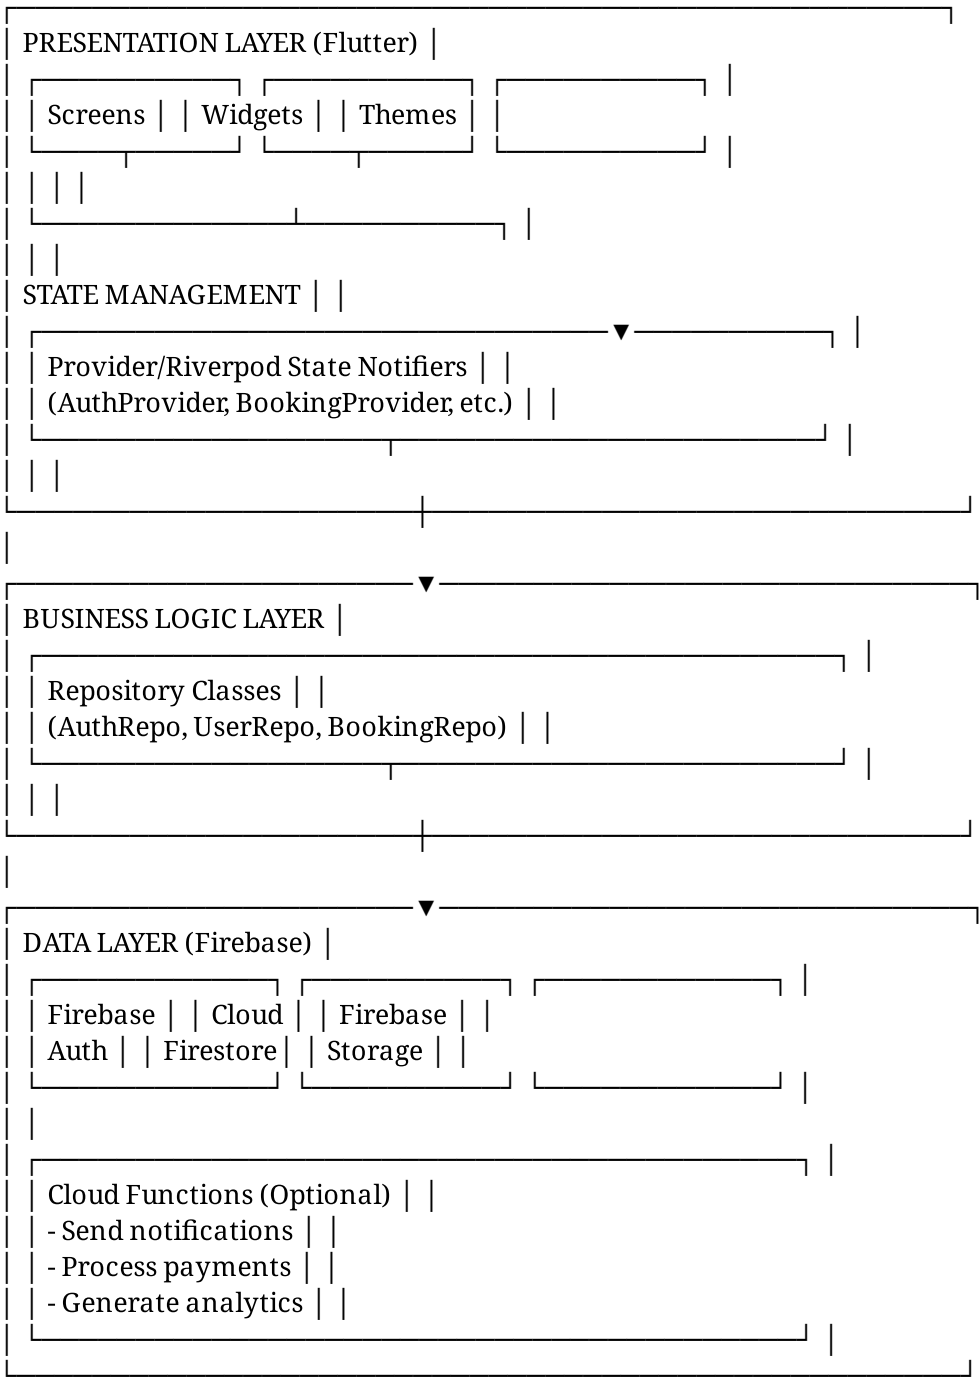 ┌─────────────────────────────────────────────────────────┐
│ PRESENTATION LAYER (Flutter) │
│ ┌─────────────┐ ┌─────────────┐ ┌─────────────┐ │
│ │ Screens │ │ Widgets │ │ Themes │ │
│ └─────┬───────┘ └──────┬──────┘ └─────────────┘ │
│ │ │ │
│ └────────────────┴─────────────┐ │
│ │ │
│ STATE MANAGEMENT │ │
│ ┌───────────────────────────────────── ▼ ─────────────┐ │
│ │ Provider/Riverpod State Notifiers │ │
│ │ (AuthProvider, BookingProvider, etc.) │ │
│ └──────────────────────┬───────────────────────────┘ │
│ │ │
└─────────────────────────┼──────────────────────────────────┘
│
┌────────────────────────── ▼ ──────────────────────────────────┐
│ BUSINESS LOGIC LAYER │
│ ┌───────────────────────────────────────────────────┐ │
│ │ Repository Classes │ │
│ │ (AuthRepo, UserRepo, BookingRepo) │ │
│ └──────────────────────┬────────────────────────────┘ │
│ │ │
└─────────────────────────┼──────────────────────────────────┘
│
┌────────────────────────── ▼ ──────────────────────────────────┐
│ DATA LAYER (Firebase) │
│ ┌───────────────┐ ┌─────────────┐ ┌───────────────┐ │
│ │ Firebase │ │ Cloud │ │ Firebase │ │
│ │ Auth │ │ Firestore│ │ Storage │ │
│ └───────────────┘ └─────────────┘ └───────────────┘ │
│ │
│ ┌─────────────────────────────────────────────────┐ │
│ │ Cloud Functions (Optional) │ │
│ │ - Send notifications │ │
│ │ - Process payments │ │
│ │ - Generate analytics │ │
│ └─────────────────────────────────────────────────┘ │
└────────────────────────────────────────────────────────────┘